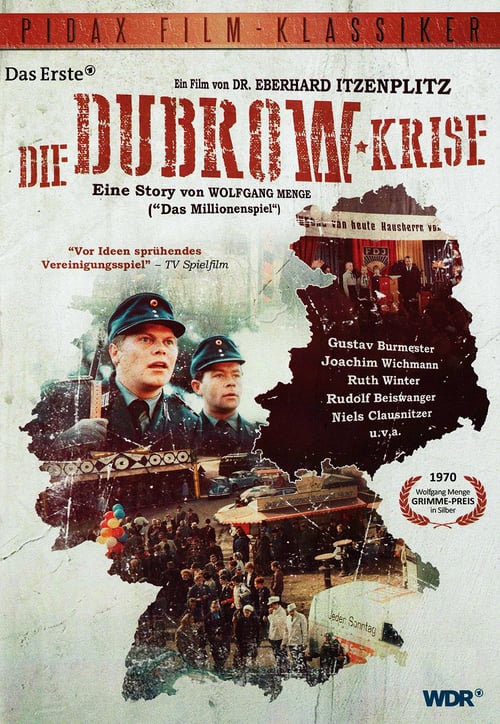 PIDAX FILM-KLASSIKER
Das Erste
Ein Film von DR. EBERHARD ITZENPLITZ
DIE DUBROW-KRISE
Eine Story von WOLFGANG MENGE
("Das Millionenspiel")
"Vor Ideen sprühendes
Vereinigungsspiel" – TV Spielfilm
van heute Hausherr
FDJ
Gustav Burmester
Joachim Wichmann
Ruth Winter
Rudolf Beiswanger
Niels Clausnitzer
u.v.a.
1970
Wolfgang Menge
GRIMME-PREIS
in Silber
Jeden Sonntag
WDR